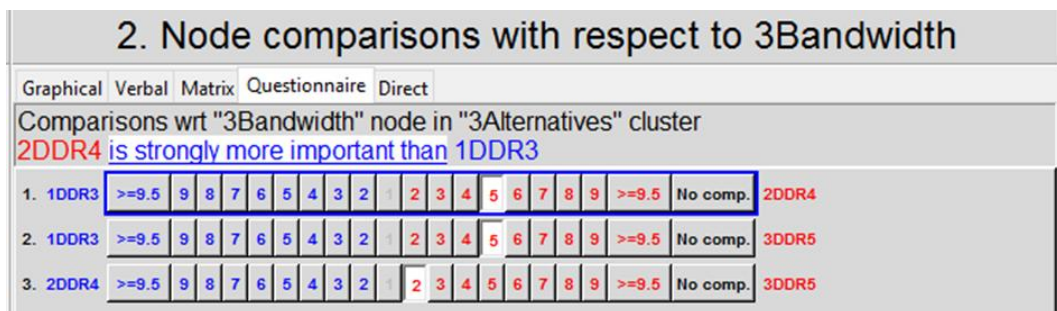 2. Node comparisons with respect to 3Bandwidth
Graphical Verbal Matrix Questionnaire Direct
Comparisons wrt "3Bandwidth" node in "3Alternatives" cluster
2DDR4 is strongly more important than 1DDR3
1. 1DDR3 >=9.5 9 8 7 6 5 4 3 2 1 2 3 4 5 6 7 8 9 >=9.5 No comp. 2DDR4
2. 1DDR3 >=9.5 9 8 7 6 5 4 3 2 1 2 3 4 5 6 7 8 9 >=9.5 No comp. 3DDR5
3. 2DDR4 >=9.5 9 8 7 6 5 4 3 2 1 2 3 4 5 6 7 8 9 >=9.5 No comp. 3DDR5